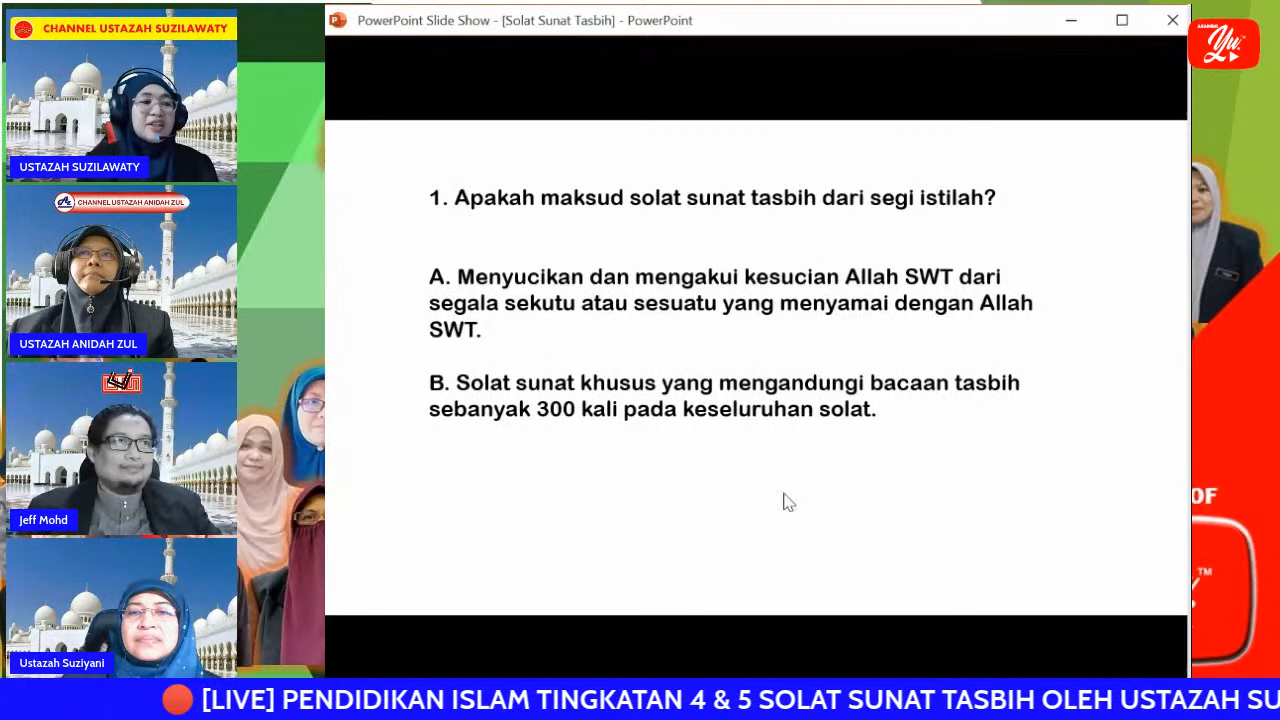 CHANNEL USTAZAH SUZILAWATY
USTAZAH SUZILAWATY
CHANNEL USTAZAH ANIDAH ZUL
USTAZAH ANIDAH ZUL
Jeff Mohd
Ustazah Suziyani
PowerPoint Slide Show - [Solat Sunat Tasbih] - PowerPoint
1. Apakah maksud solat sunat tasbih dari segi istilah?
A. Menyucikan dan mengakui kesucian Allah SWT dari
segala sekutu atau sesuatu yang menyamai dengan Allah
SWT.
B. Solat sunat khusus yang mengandungi bacaan tasbih
sebanyak 300 kali pada keseluruhan solat.
Yu.
OF
TM
[LIVE] PENDIDIKAN ISLAM TINGKATAN 4 & 5 SOLAT SUNAT TASBIH OLEH USTAZAH SU